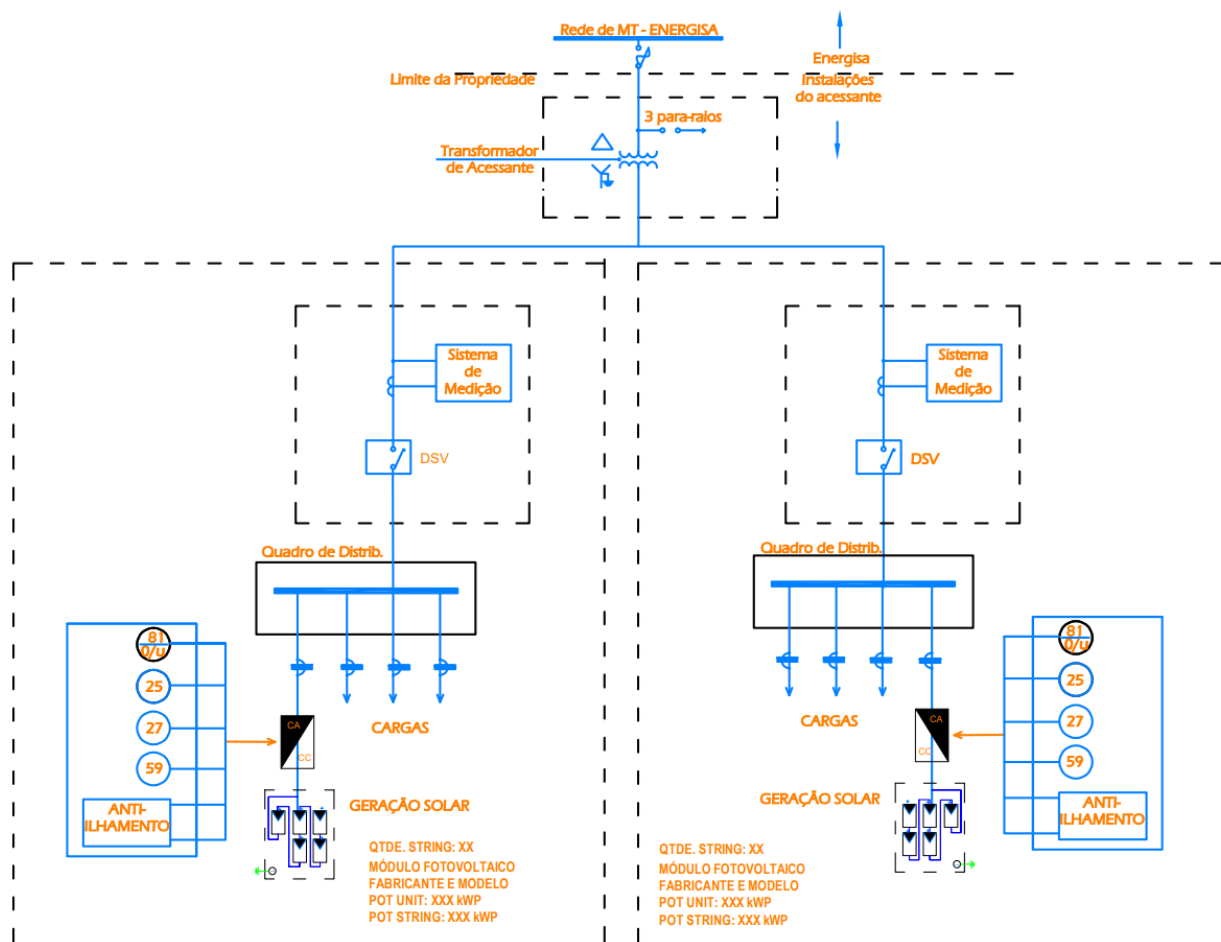 Rede de MT - ENERGISA
Energisa
Limite da Propriedade
Instalações
do acessante
3 para-raios
Transformador
de Acessante
Sistema
de
Medição
DSV
Quadro de Distrib.
81
0/u
25
27
59
ANTI-
ILHAMENTO
CA
CC
CARGAS
GERAÇÃO SOLAR
QTDE. STRING: XX
MÓDULO FOTOVOLTAICO
FABRICANTE E MODELO
POT UNIT: XXX kWP
POT STRING: XXX kWP
Sistema
de
Medição
DSV
Quadro de Distrib.
CARGAS
CA
CC
81
0/u
25
27
59
ANTI-
ILHAMENTO
GERAÇÃO SOLAR
QTDE. STRING: XX
MÓDULO FOTOVOLTAICO
FABRICANTE E MODELO
POT UNIT: XXX kWP
POT STRING: XXX kWP